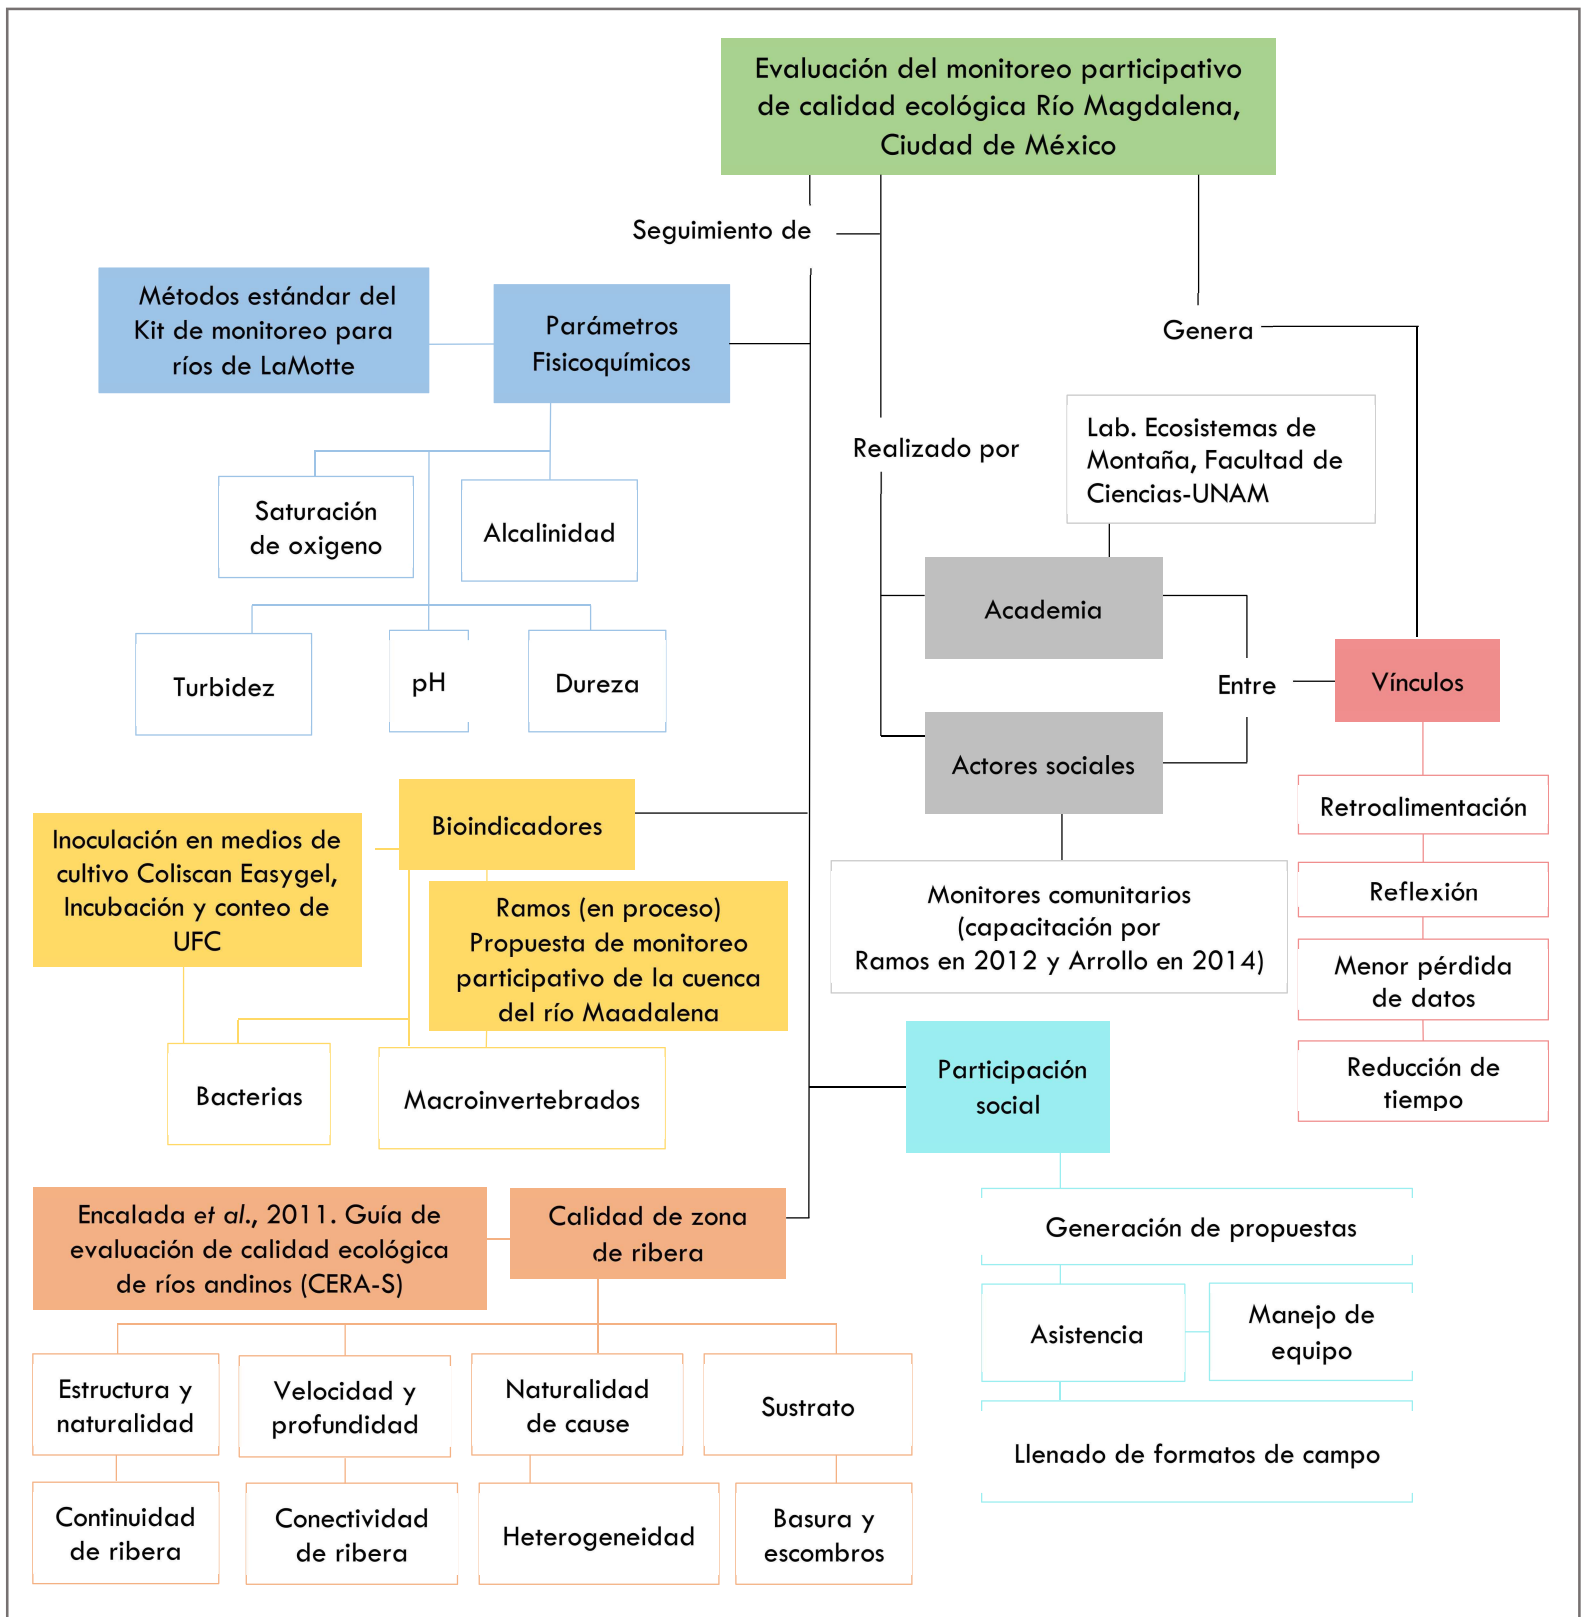 Evaluación del monitoreo participativo
de calidad ecológica Río Magdalena,
Ciudad de México
Seguimiento de
Métodos estándar del
Kit de monitoreo para
ríos de LaMotte
Parámetros
Fisicoquímicos
Genera
Realizado por
Lab. Ecosistemas de
Montaña, Facultad de
Ciencias-UNAM
Saturación
de oxigeno
Alcalinidad
Academia
Turbidez
pH
Dureza
Entre
Vínculos
Actores sociales
Bioindicadores
Inoculación en medios de
cultivo Coliscan Easygel,
Incubación y conteo de
UFC
Ramos (en proceso)
Propuesta de monitoreo
participativo de la cuenca
del río Maadalena
Monitores comunitarios
(capacitación por
Ramos en 2012 y Arrollo en 2014)
Retroalimentación
Reflexión
Menor pérdida
de datos
Reducción de
tiempo
Bacterias
Macroinvertebrados
Participación
social
Encalada et al., 2011. Guía de
evaluación de calidad ecológica
de ríos andinos (CERA-S)
Calidad de zona
de ribera
Generación de propuestas
Asistencia
Manejo de
equipo
Llenado de formatos de campo
Estructura y
naturalidad
Velocidad y
profundidad
Naturalidad
de cause
Sustrato
Continuidad
de ribera
Conectividad
de ribera
Heterogeneidad
Basura y
escombros